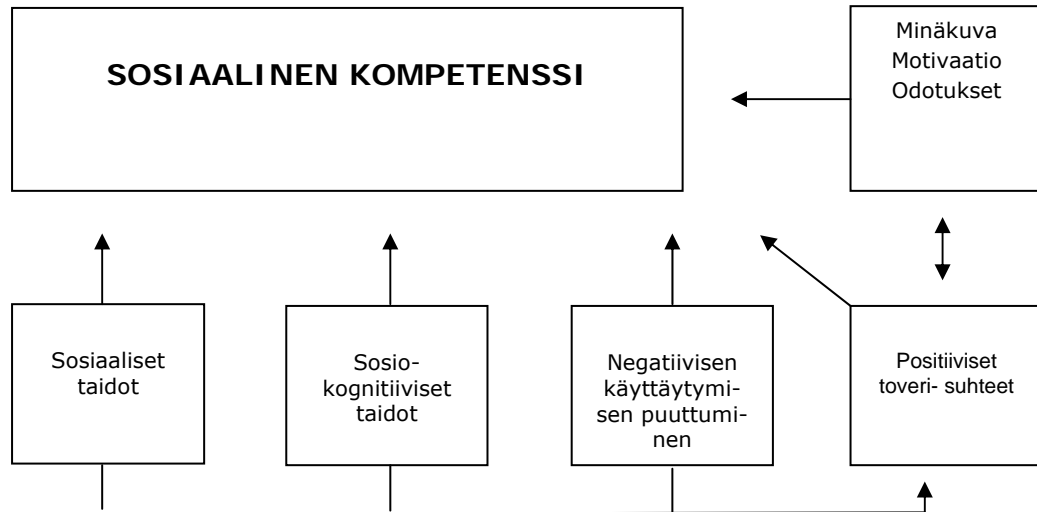 SOSIAALINEN KOMPETENSSI
Minäkuva
Motivaatio
Odotukset
Sosiaaliset
taidot
Sosio-
kognitiiviset
taidot
Negatiivisen
käyttäytymi-
sen puuttumi-
nen
Positiiviset
toveri- suhteet